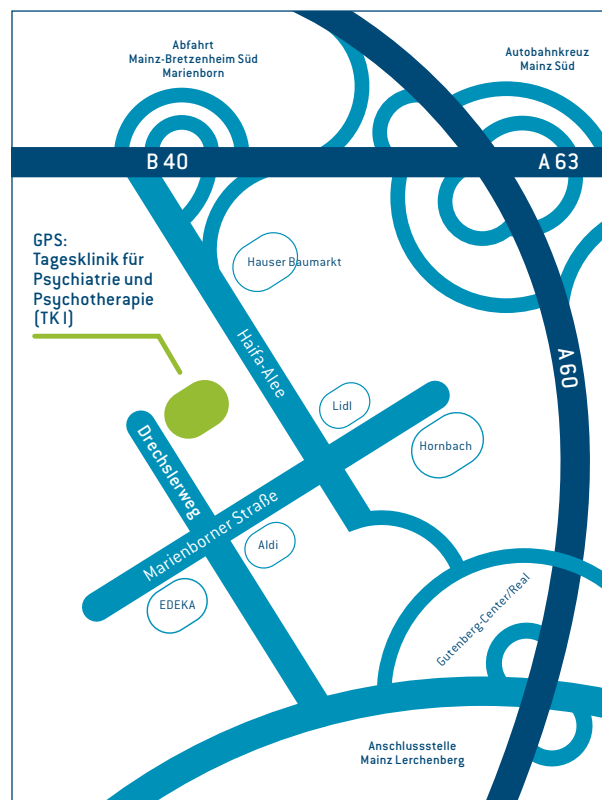 Abfahrt
Mainz-Bretzenheim Süd
Marienborn
Autobahnkreuz
Mainz Süd
B 40
A 63
GPS:
Tagesklinik für
Psychiatrie und
Psychotherapie
(TK I)
Hauser Baumarkt
Haifa-Alee
A 60
Lidl
Hornbach
Drechslerweg
Marienborner Straße
Aldi
EDEKA
Gutenberg-Center/Real
Anschlussstelle
Mainz Lerchenberg